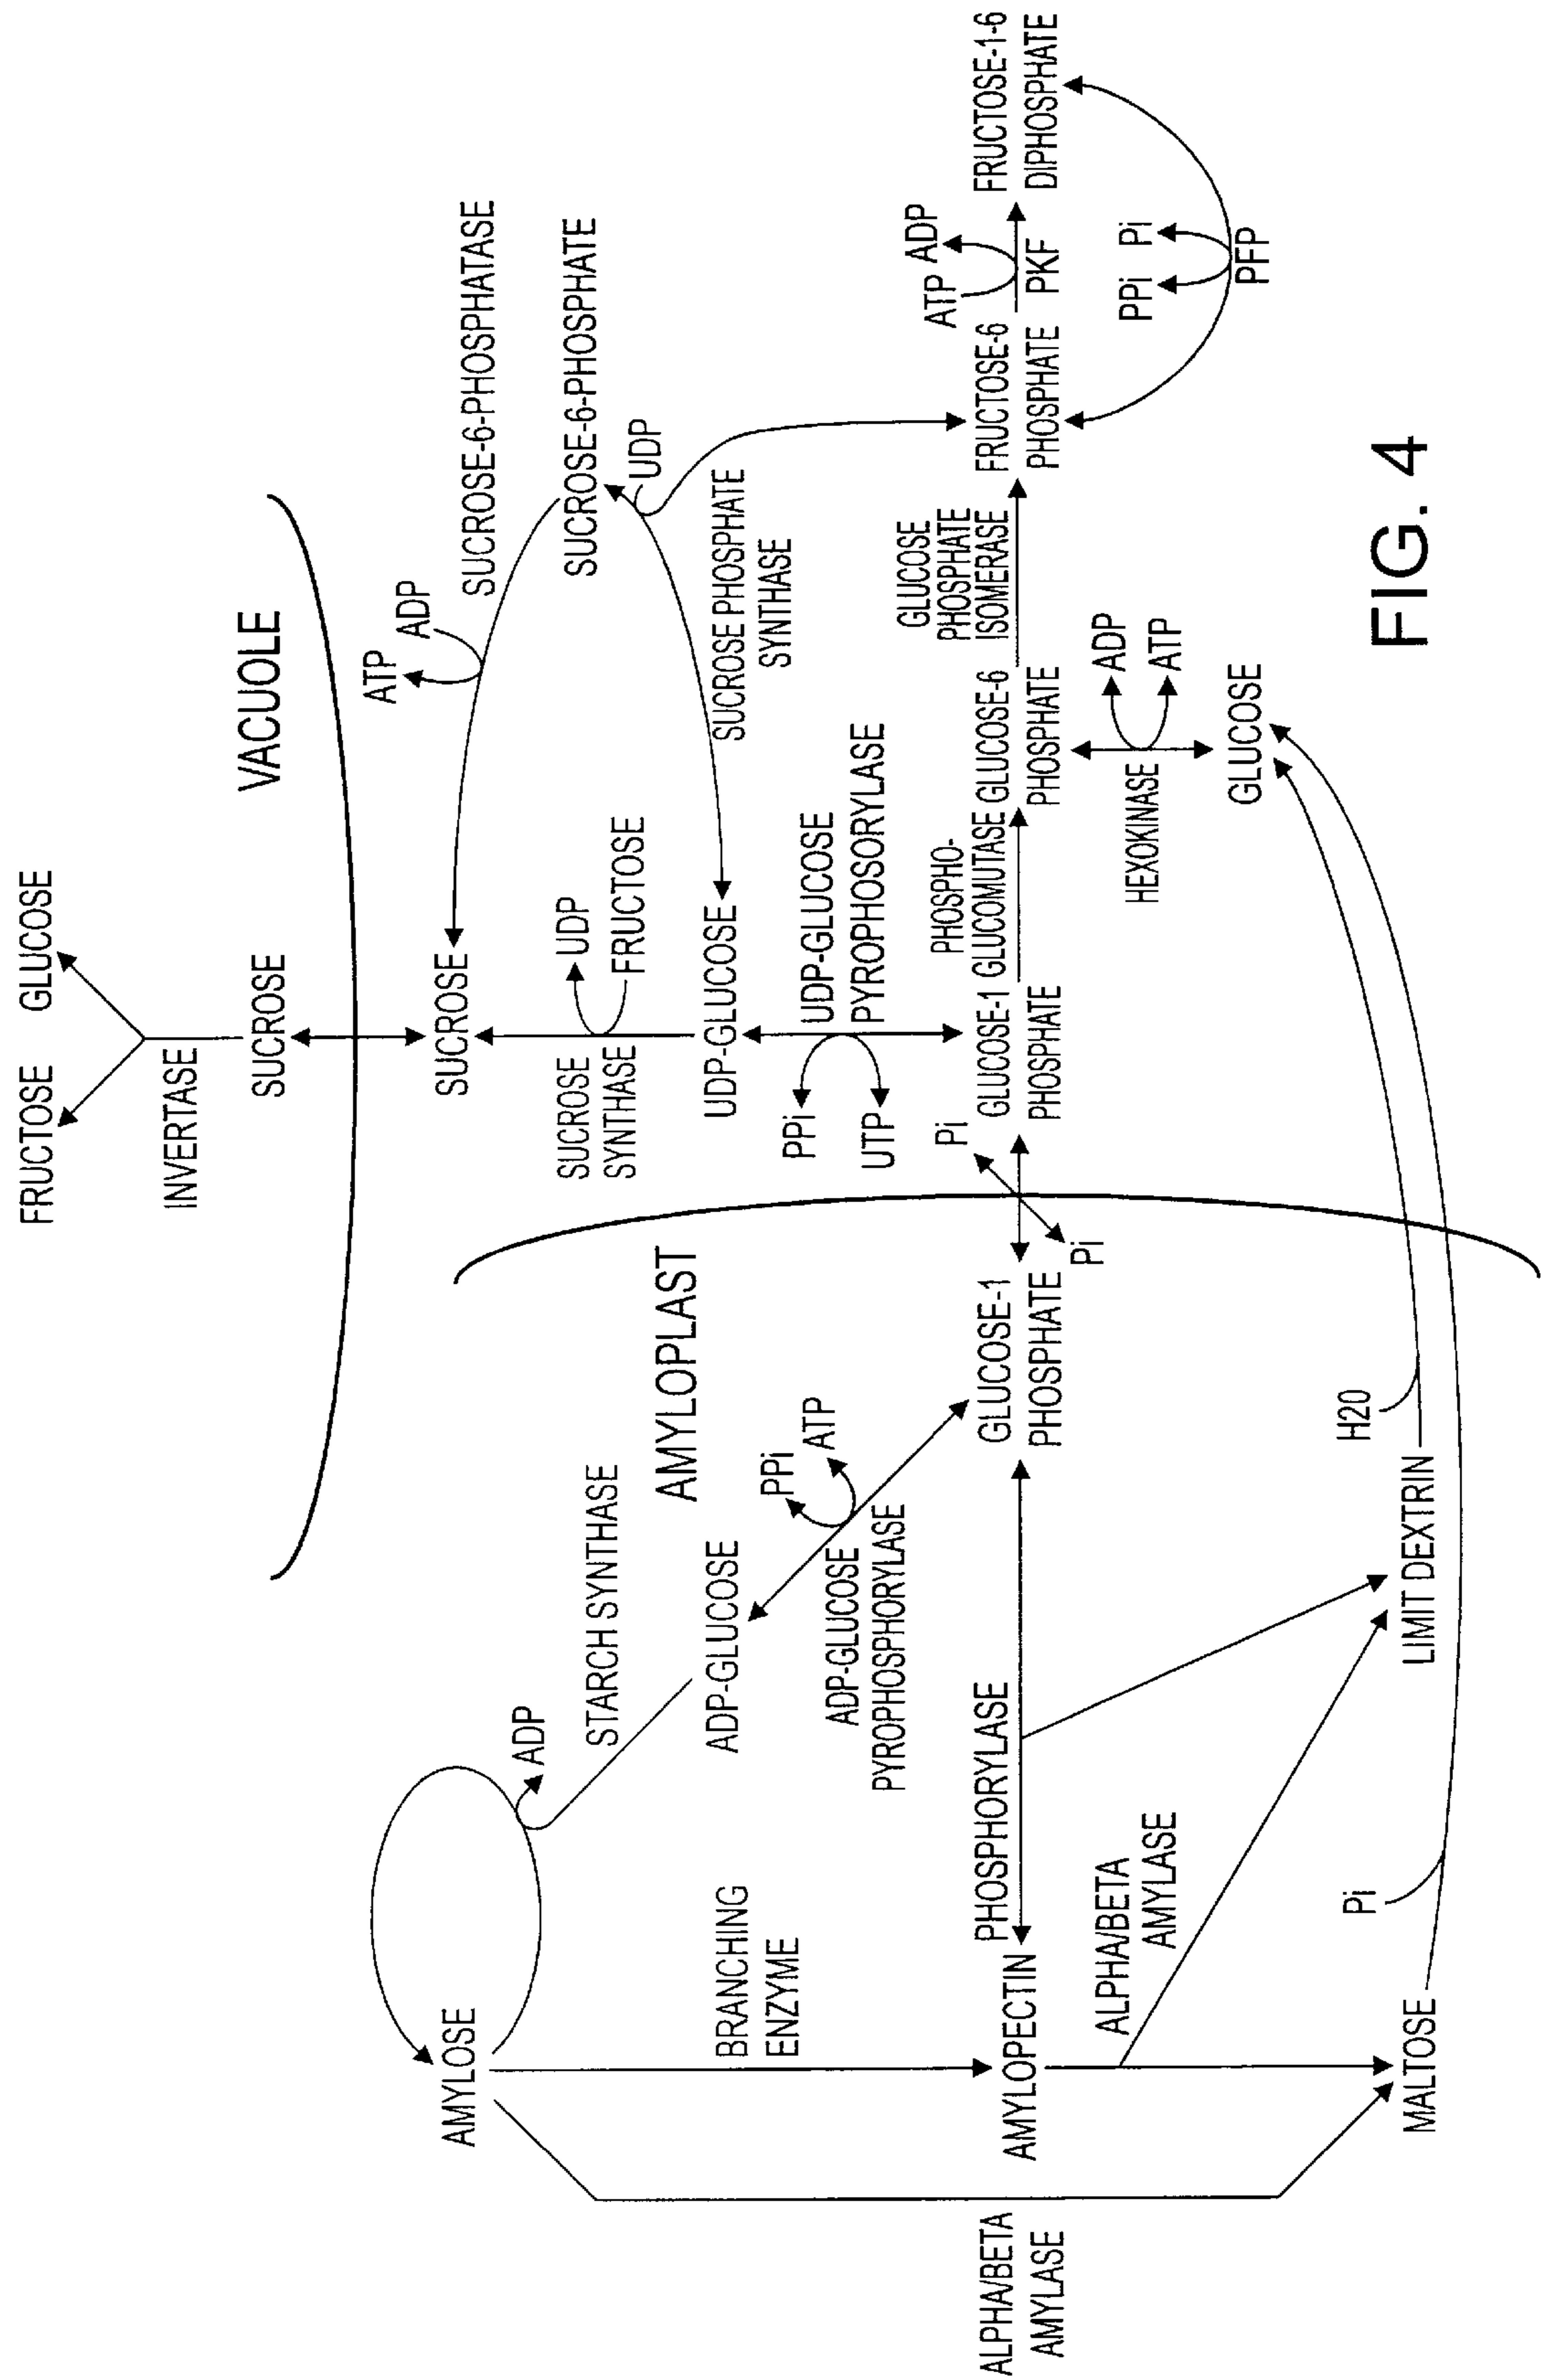 FRUCTOSE GLUCOSE
INVERTASE
SUCROSE
VACUOLE
SUCROSE
ATP
ADP
SUCROSE-6-PHOSPHATASE
SUCROSE-6-PHOSPHATE
UDP
SUCROSE
SYNTHASE
UDP
FRUCTOSE
UDP-GLUCOSE
SUCROSE PHOSPHATE
SYNTHASE
PPi
UTP
UDP-GLUCOSE
PYROPHOSORYLASE
AMYLOSE
ADP
STARCH SYNTHASE
AMYLOPLAST
ADP-GLUCOSE
PPi
ATP
ADP-GLUCOSE
PYROPHOSPHORYLASE
BRANCHING
ENZYME
ALPHA/BETA
AMYLASE
AMYLOPECTIN
PHOSPHORYLASE
GLUCOSE-1
PHOSPHATE
Pi
Pi
GLUCOSE-1
PHOSPHATE
PHOSPHO-
GLUCOMUTASE
GLUCOSE-6
PHOSPHATE
GLUCOSE
PHOSPHATE
ISOMERASE
FRUCTOSE-6
PHOSPHATE
ATP
ADP
PKF
FRUCTOSE-1-6
DIPHOSPHATE
PPi
Pi
PFP
HEXOKINASE
ADP
ATP
GLUCOSE
ALPHA/BETA
AMYLASE
MALTOSE
Pi
LIMIT DEXTRIN
H20
FIG. 4